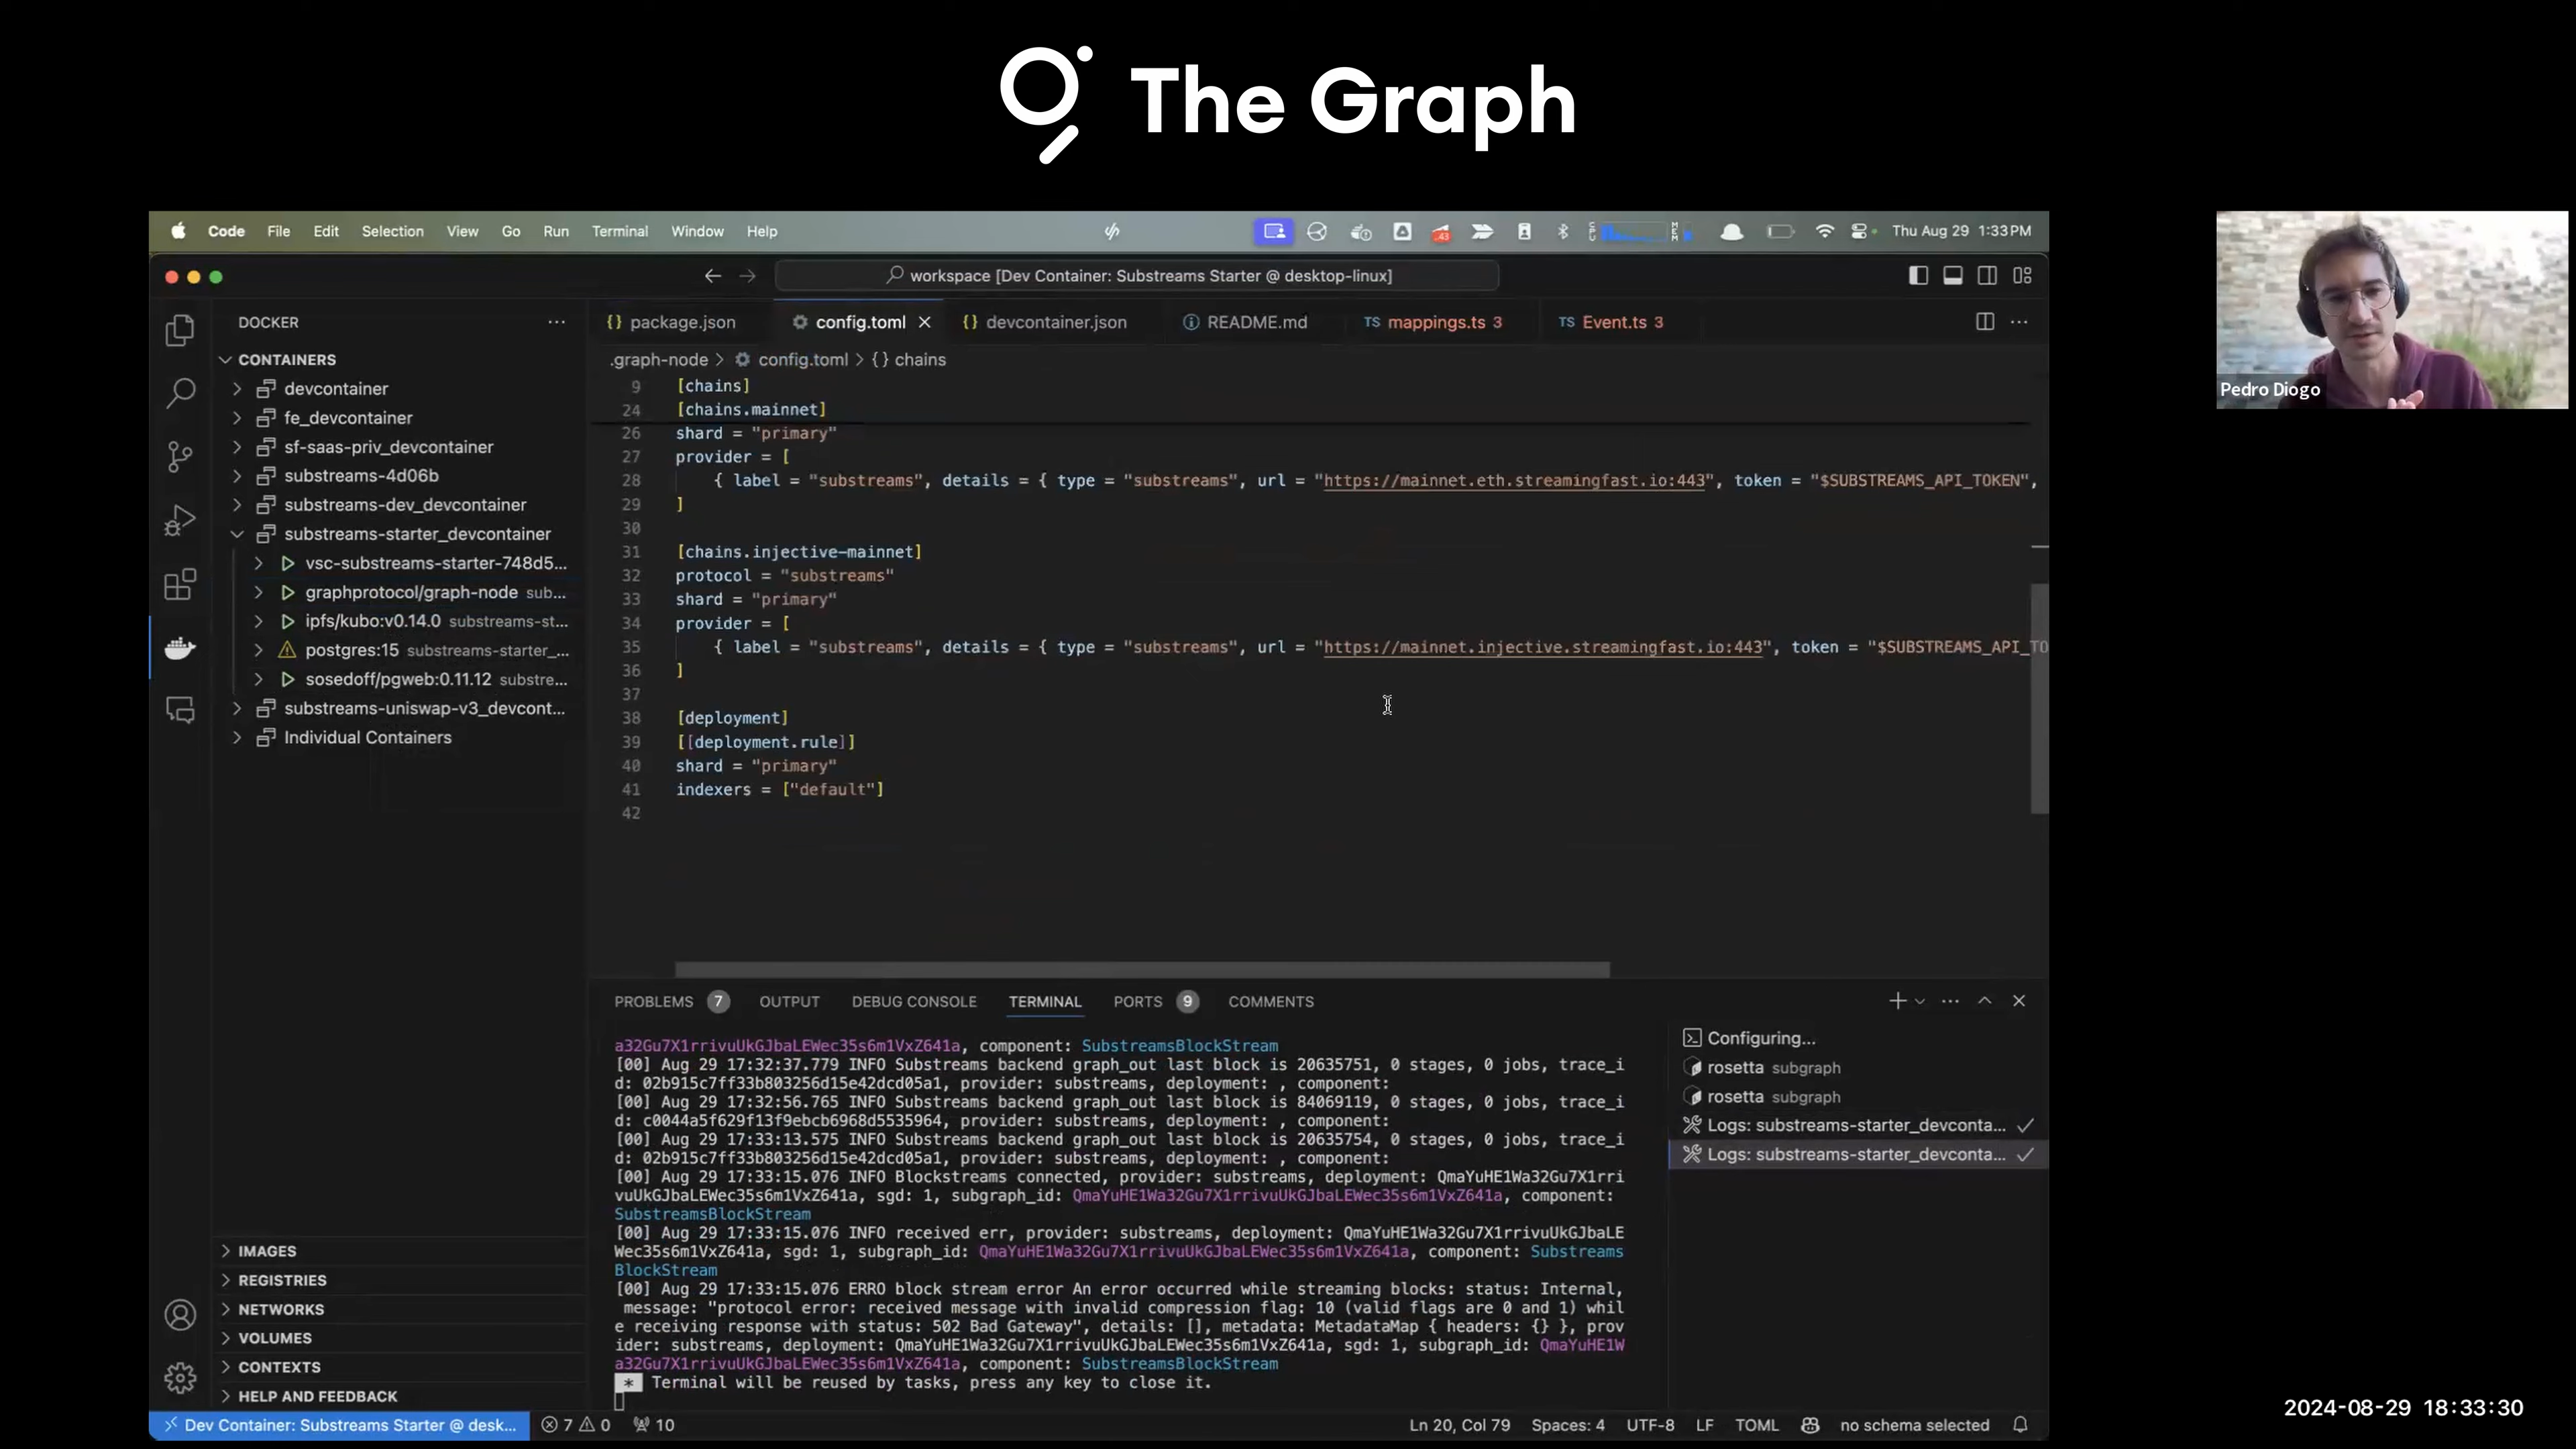 The Graph
Code File Edit Selection View Go Run Terminal Window Help
43
Thu Aug 29 1:33 PM
workspace [Dev Container: Substreams Starter @ desktop-linux]
DOCKER
CONTAINERS
devcontainer
fe_devcontainer
sf-saas-priv_devcontainer
substreams-4d06b
substreams-dev_devcontainer
substreams-starter_devcontainer
vsc-substreams-starter-748d5...
graphprotocol/graph-node sub...
ipfs/kubo:v0.14.0 substreams-st...
postgres:15 substreams-starter_...
sosedoff/pgweb:0.11.12 substre...
substreams-uniswap-v3_devcont...
Individual Containers
IMAGES
REGISTRIES
NETWORKS
VOLUMES
CONTEXTS
HELP AND FEEDBACK
{} package.json config.toml {} devcontainer.json README.md TS mappings.ts 3 TS Event.ts 3
.graph-node > config.toml > {} chains
9 [chains]
24 [chains.mainnet]
26 shard = "primary"
27 provider = [
28 { label = "substreams", details = { type = "substreams", url = "https://mainnet.eth.streamingfast.io:443", token = "$SUBSTREAMS_API_TOKEN",
29 ]
30
31 [chains.injective-mainnet]
32 protocol = "substreams"
33 shard = "primary"
34 provider = [
35 { label = "substreams", details = { type = "substreams", url = "https://mainnet.injective.streamingfast.io:443", token = "$SUBSTREAMS_API_TO
36 ]
37
38 [deployment]
39 [[deployment.rule]]
40 shard = "primary"
41 indexers = ["default"]
42
PROBLEMS 7 OUTPUT DEBUG CONSOLE TERMINAL PORTS 9 COMMENTS
a32Gu7X1rrivuUkGJbaLEWec35s6m1VxZ641a, component: SubstreamsBlockStream
[00] Aug 29 17:32:37.779 INFO Substreams backend graph_out last block is 20635751, 0 stages, 0 jobs, trace_i
d: 02b915c7ff33b803256d15e42dcd05a1, provider: substreams, deployment: , component:
[00] Aug 29 17:32:56.765 INFO Substreams backend graph_out last block is 84069119, 0 stages, 0 jobs, trace_i
d: c0044a5f629f13f9ebcb6968d5535964, provider: substreams, deployment: , component:
[00] Aug 29 17:33:13.575 INFO Substreams backend graph_out last block is 20635754, 0 stages, 0 jobs, trace_i
d: 02b915c7ff33b803256d15e42dcd05a1, provider: substreams, deployment: , component:
[00] Aug 29 17:33:15.076 INFO Blockstreams connected, provider: substreams, deployment: QmaYuHE1Wa32Gu7X1rri
vuUkGJbaLEWec35s6m1VxZ641a, sgd: 1, subgraph_id: QmaYuHE1Wa32Gu7X1rrivuUkGJbaLEWec35s6m1VxZ641a, component:
SubstreamsBlockStream
[00] Aug 29 17:33:15.076 INFO received err, provider: substreams, deployment: QmaYuHE1Wa32Gu7X1rrivuUkGJbaLE
Wec35s6m1VxZ641a, sgd: 1, subgraph_id: QmaYuHE1Wa32Gu7X1rrivuUkGJbaLEWec35s6m1VxZ641a, component: Substreams
BlockStream
[00] Aug 29 17:33:15.076 ERRO block stream error An error occurred while streaming blocks: status: Internal,
message: "protocol error: received message with invalid compression flag: 10 (valid flags are 0 and 1) whil
e receiving response with status: 502 Bad Gateway", details: [], metadata: MetadataMap { headers: {} }, prov
ider: substreams, deployment: QmaYuHE1Wa32Gu7X1rrivuUkGJbaLEWec35s6m1VxZ641a, sgd: 1, subgraph_id: QmaYuHE1W
a32Gu7X1rrivuUkGJbaLEWec35s6m1VxZ641a, component: SubstreamsBlockStream
* Terminal will be reused by tasks, press any key to close it.
Configuring...
rosetta subgraph
rosetta subgraph
Logs: substreams-starter_devconta...
Logs: substreams-starter_devconta...
Dev Container: Substreams Starter @ desk... 7 0 10
Ln 20, Col 79 Spaces: 4 UTF-8 LF TOML no schema selected
Pedro Diogo
2024-08-29 18:33:30